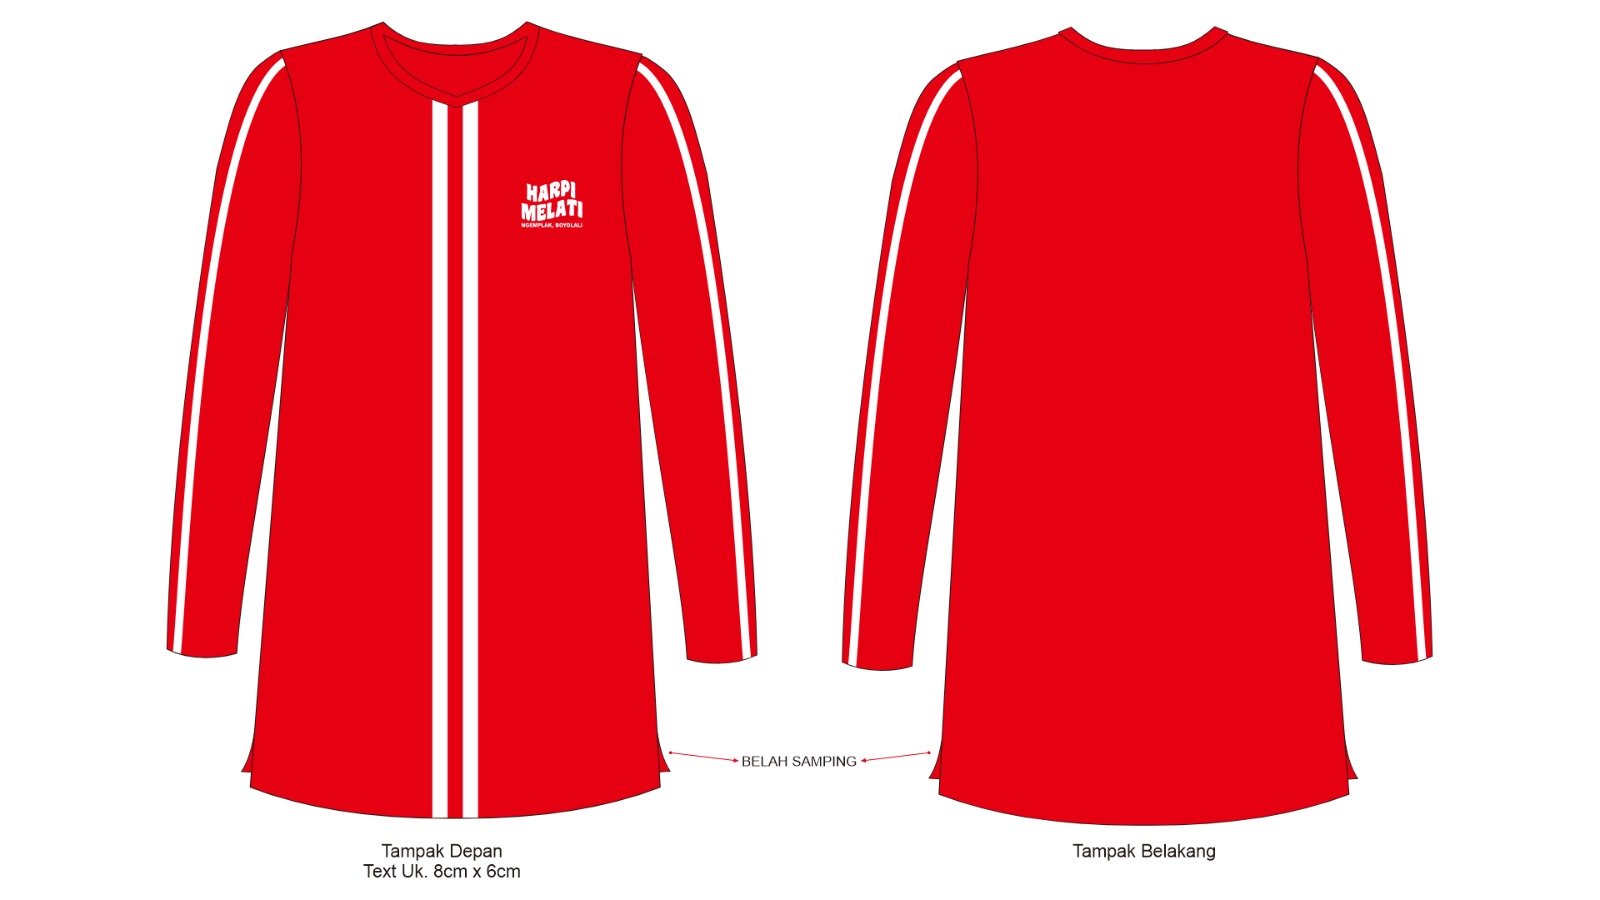 HARPI
MELATI
NGEMPLAK, BOYOLALI
BELAH SAMPING
Tampak Depan
Text Uk. 8cm x 6cm
Tampak Belakang